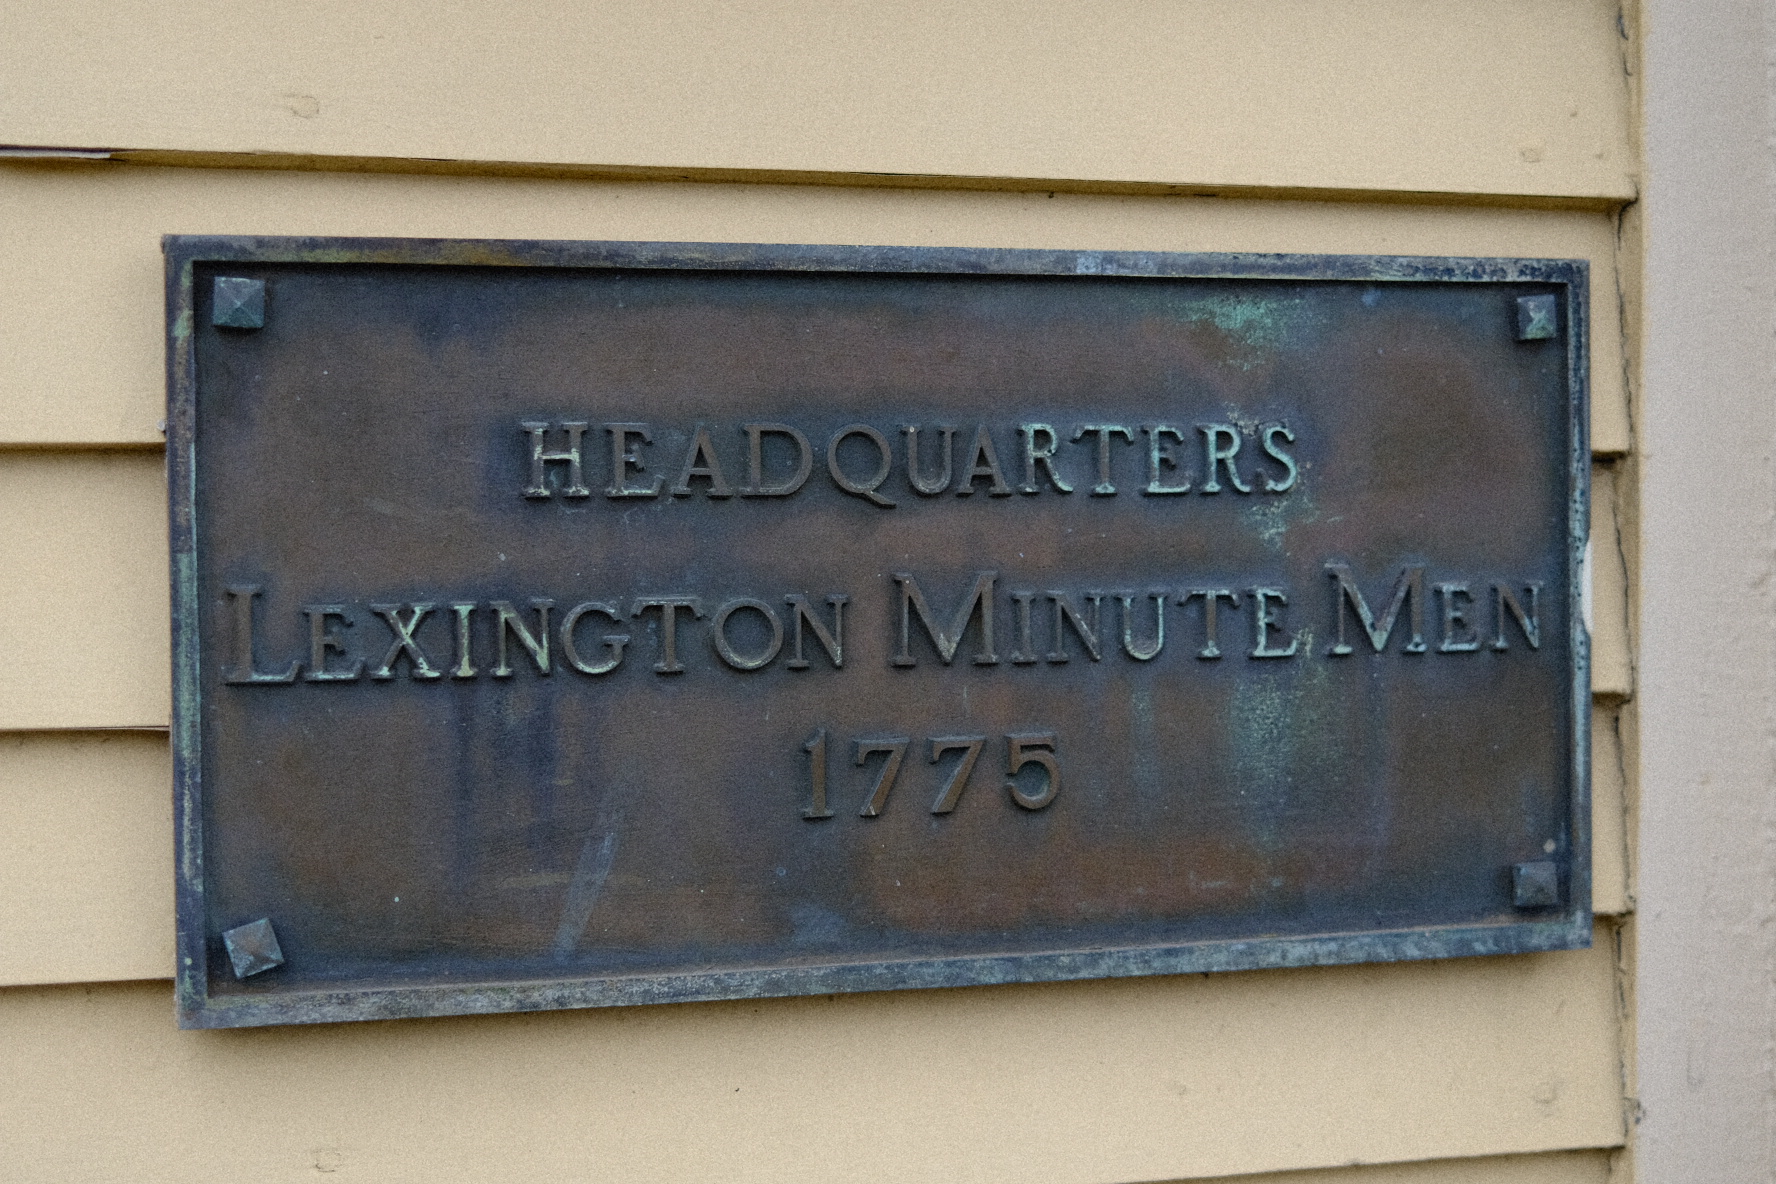 HEADQUARTERS
LEXINGTON MINUTE MEN
1775